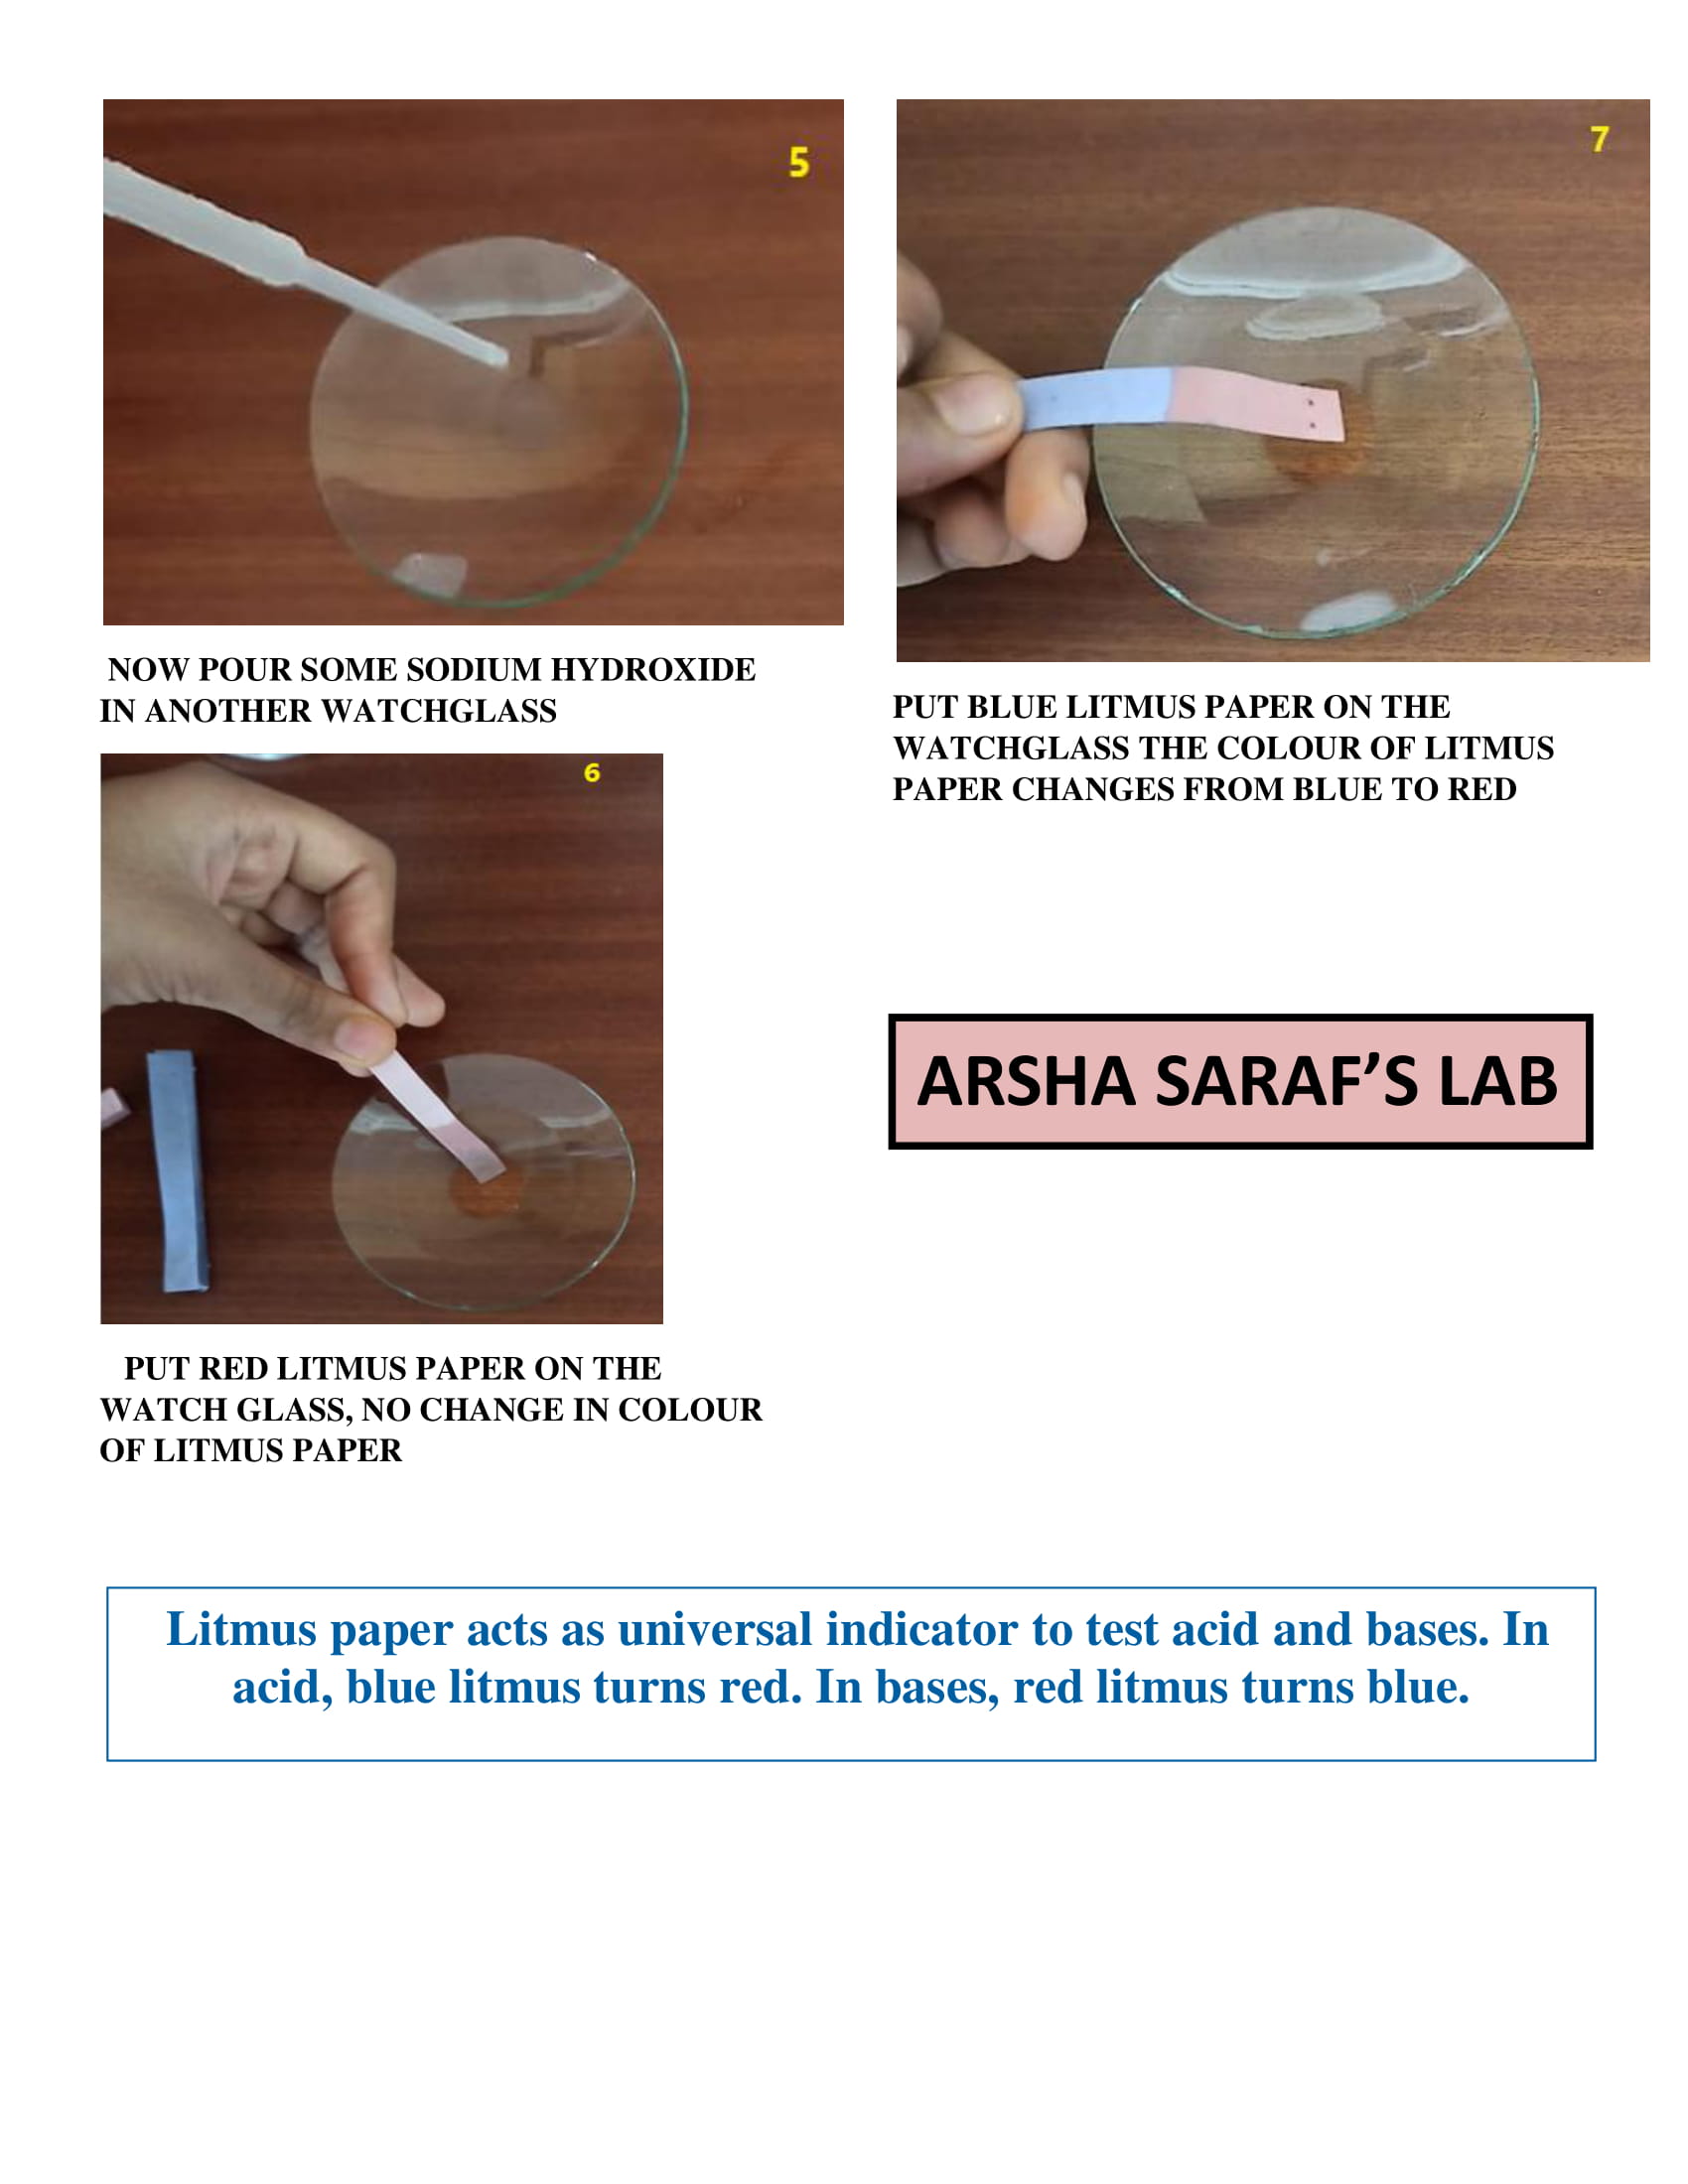 5
NOW POUR SOME SODIUM HYDROXIDE
IN ANOTHER WATCHGLASS
6
PUT RED LITMUS PAPER ON THE
WATCH GLASS, NO CHANGE IN COLOUR
OF LITMUS PAPER
7
PUT BLUE LITMUS PAPER ON THE
WATCHGLASS THE COLOUR OF LITMUS
PAPER CHANGES FROM BLUE TO RED
ARSHA SARAF’S LAB
Litmus paper acts as universal indicator to test acid and bases. In
acid, blue litmus turns red. In bases, red litmus turns blue.